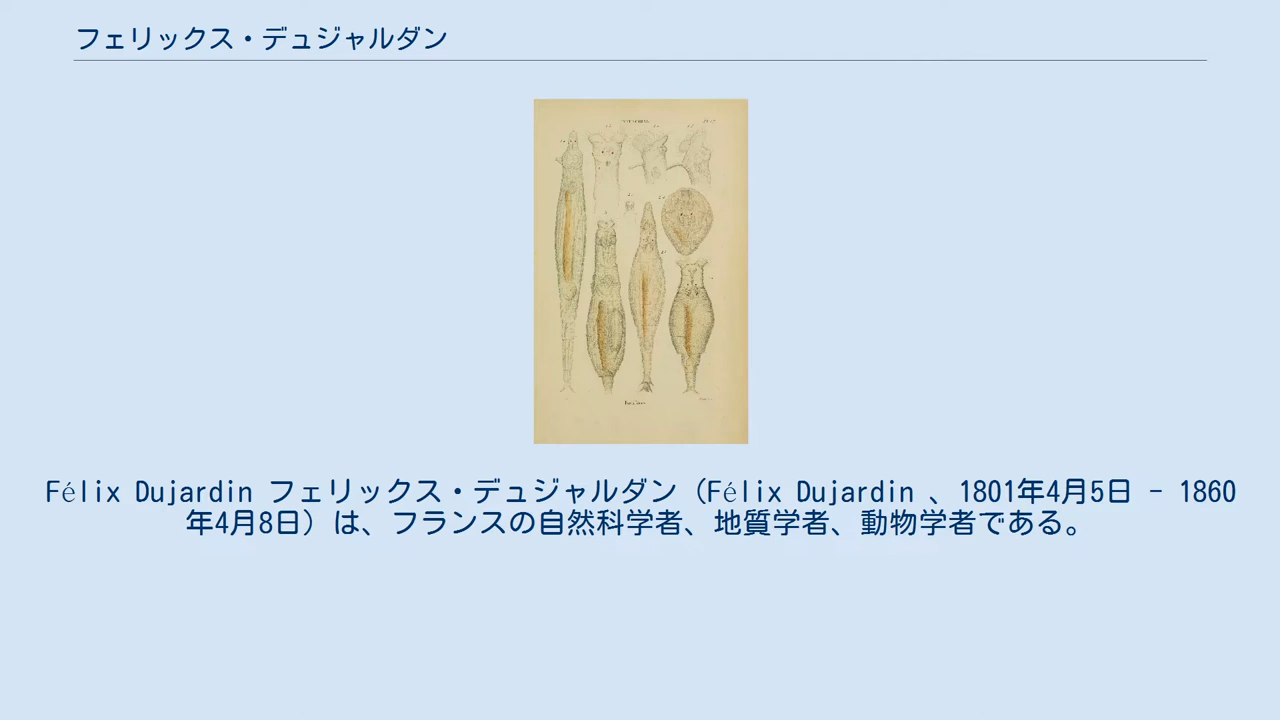 フェリックス・デュジャルダン
Félix Dujardin フェリックス・デュジャルダン（Félix Dujardin 、1801年4月5日 - 1860
年4月8日）は、フランスの自然科学者、地質学者、動物学者である。